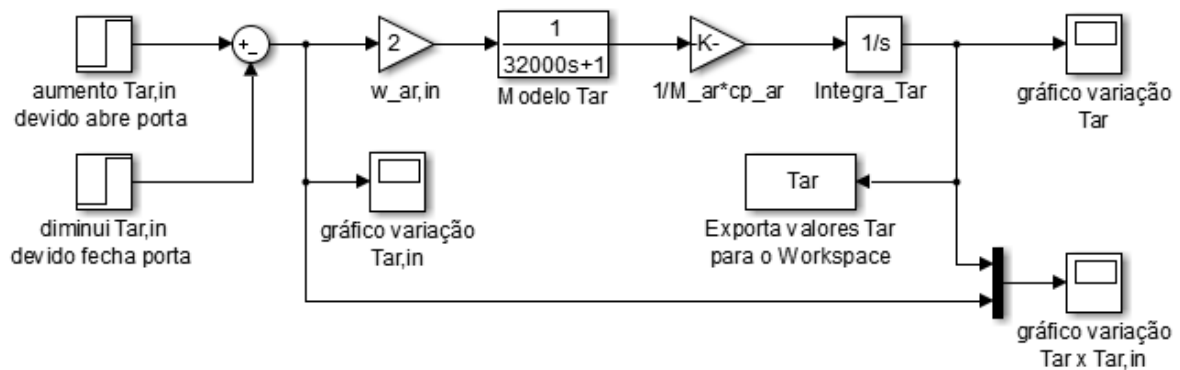 +
-
2
1
32000s+1
-K-
1/s
aumento Tar,in
devido abre porta
w_ar,in
Modelo Tar
1/M_ar*cp_ar
Integra_Tar
gráfico variação
Tar
diminui Tar,in
devido fecha porta
gráfico variação
Tar,in
Tar
Exporta valores Tar
para o Workspace
gráfico variação
Tar x Tar,in